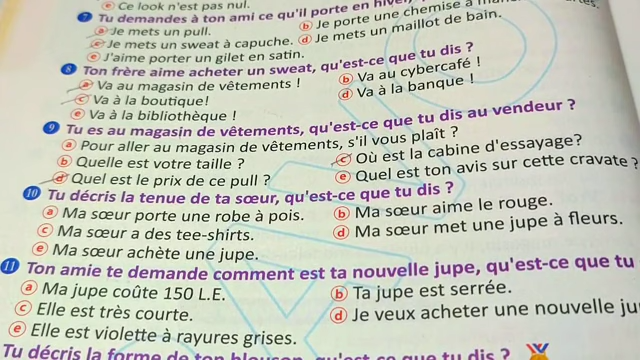 ⓔ Ce look n'est pas nul.
7 Tu demandes à ton ami ce qu'il porte en hiver,
ⓐ Je mets un pull. ⓑ Je porte une chemise à
ⓒ Je mets un sweat à capuche. ⓓ Je mets un maillot de bain.
ⓔ J'aime porter un gilet en satin.
8 Ton frère aime acheter un sweat, qu'est-ce que tu dis ?
ⓐ Va au magasin de vêtements ! ⓑ Va au cybercafé !
ⓒ Va à la boutique! ⓓ Va à la banque !
ⓔ Va à la bibliothèque !
9 Tu es au magasin de vêtements, qu'est-ce que tu dis au vendeur ?
ⓐ Pour aller au magasin de vêtements, s'il vous plaît ?
ⓑ Quelle est votre taille ? ⓒ Où est la cabine d'essayage?
ⓓ Quel est le prix de ce pull ? ⓔ Quel est ton avis sur cette cravate ?
10 Tu décris la tenue de ta sœur, qu'est-ce que tu dis ?
ⓐ Ma sœur porte une robe à pois. ⓑ Ma sœur aime le rouge.
ⓒ Ma sœur a des tee-shirts. ⓓ Ma sœur met une jupe à fleurs.
ⓔ Ma sœur achète une jupe.
11 Ton amie te demande comment est ta nouvelle jupe, qu'est-ce que tu
ⓐ Ma jupe coûte 150 L.E. ⓑ Ta jupe est serrée.
ⓒ Elle est très courte. ⓓ Je veux acheter une nouvelle ju
ⓔ Elle est violette à rayures grises.
Tu décris la forme de ton blouson, qu'est-ce que tu dis ?